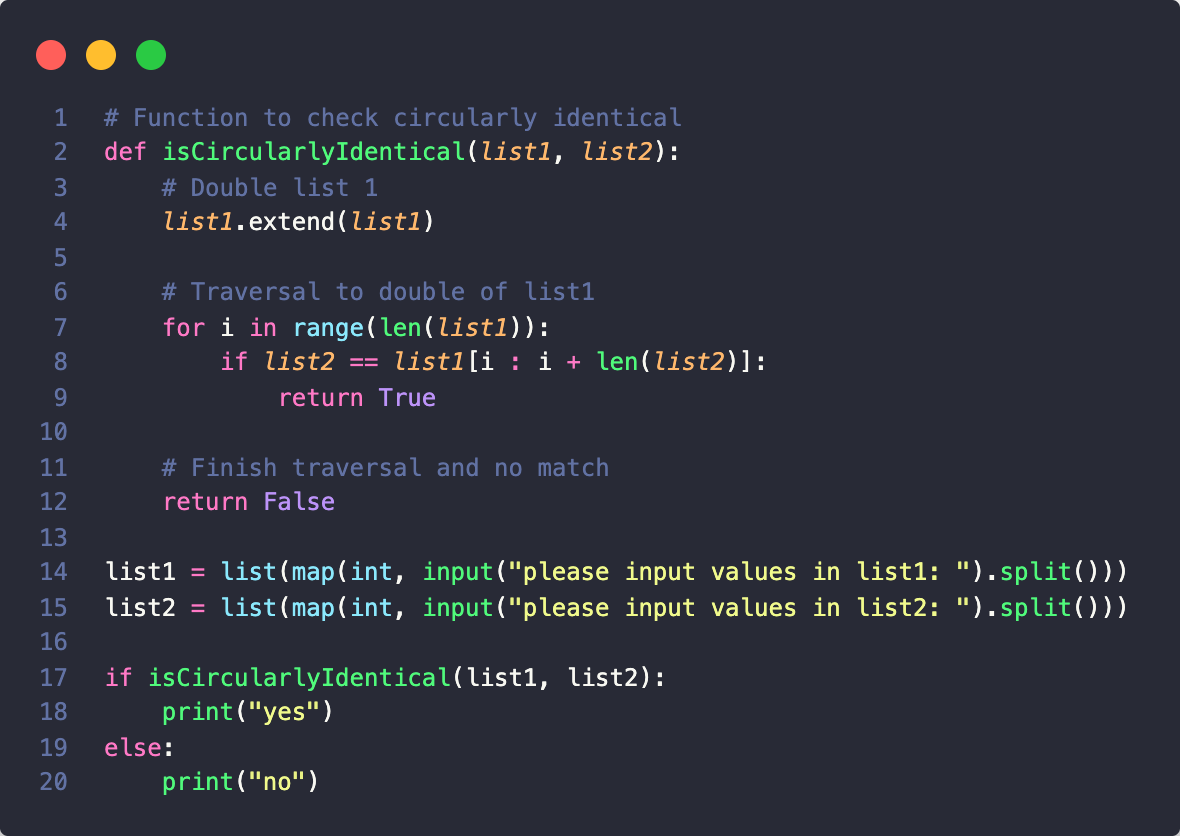 1 # Function to check circularly identical
2 def isCircularlyIdentical(list1, list2):
3     # Double list 1
4     list1.extend(list1)
5
6     # Traversal to double of list1
7     for i in range(len(list1)):
8         if list2 == list1[i : i + len(list2)]:
9             return True
10
11     # Finish traversal and no match
12     return False
13
14 list1 = list(map(int, input("please input values in list1: ").split()))
15 list2 = list(map(int, input("please input values in list2: ").split()))
16
17 if isCircularlyIdentical(list1, list2):
18     print("yes")
19 else:
20     print("no")